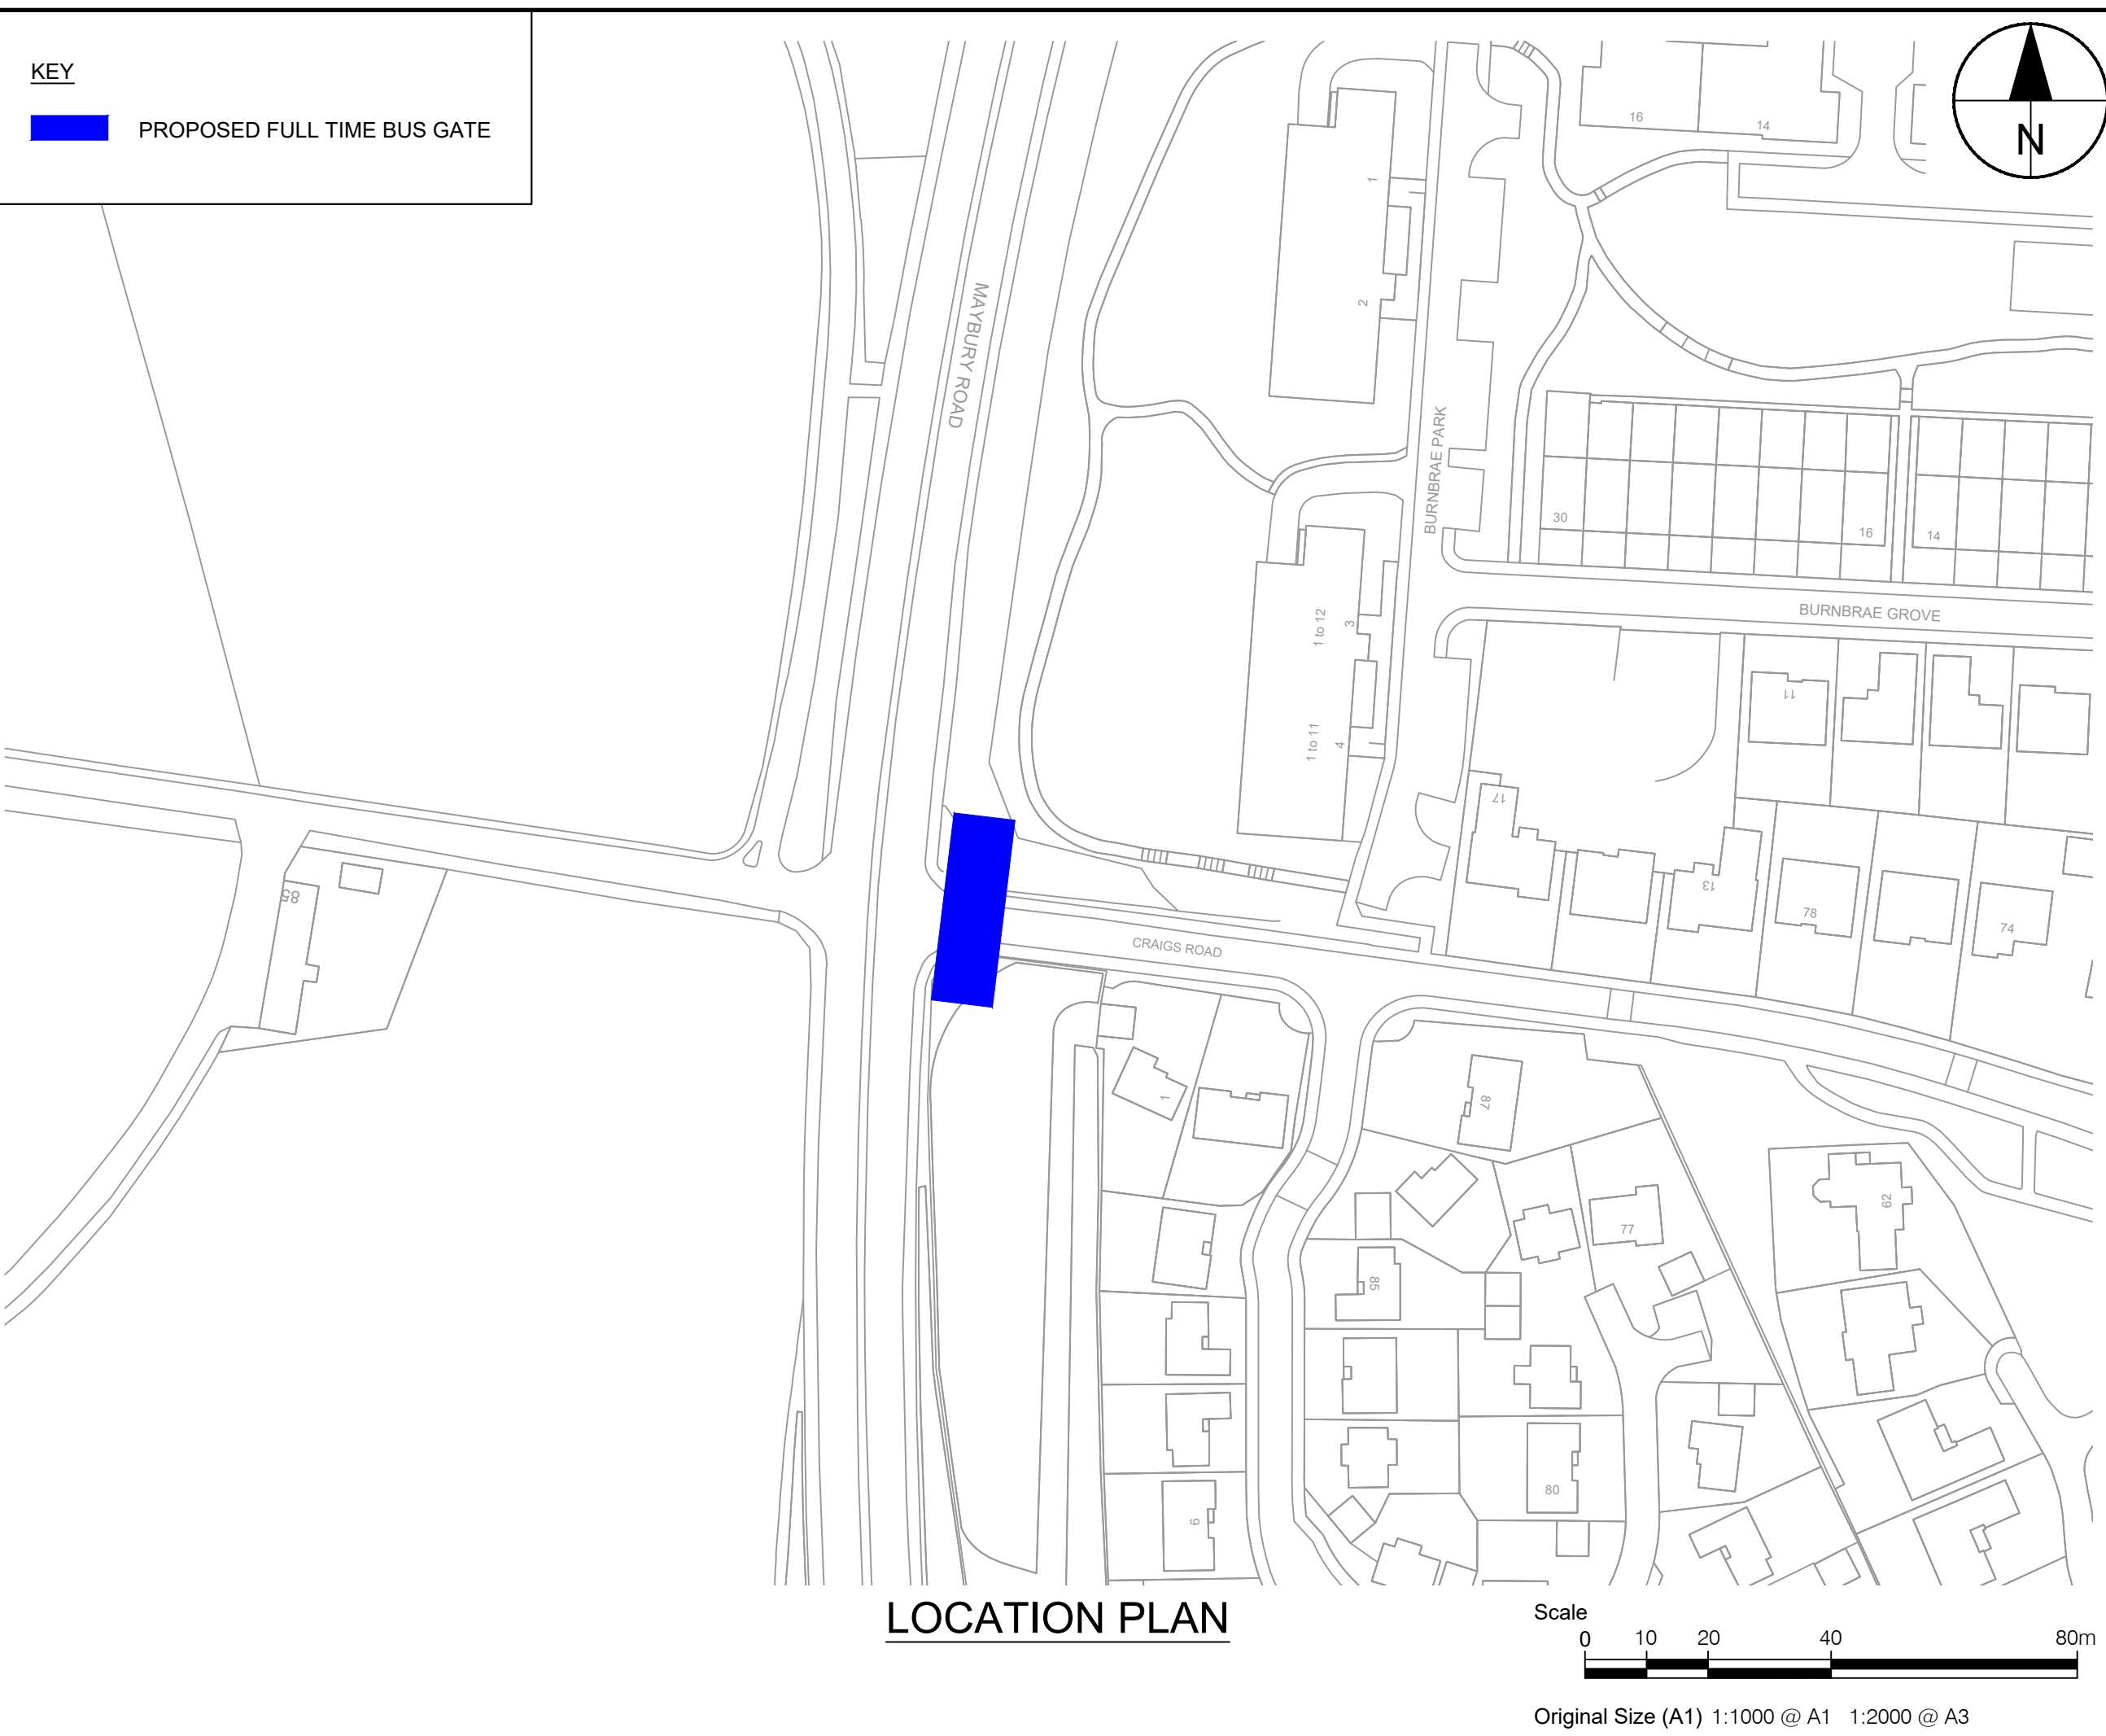 KEY
PROPOSED FULL TIME BUS GATE
N
16
14
1
2
MAYBURY ROAD
BURNBRAE PARK
30
16
14
BURNBRAE GROVE
1 to 12
3
11
1 to 11
4
17
13
78
74
85
CRAIGS ROAD
1
87
77
62
85
80
6
LOCATION PLAN
Scale
0 10 20 40 80m
Original Size (A1) 1:1000 @ A1 1:2000 @ A3